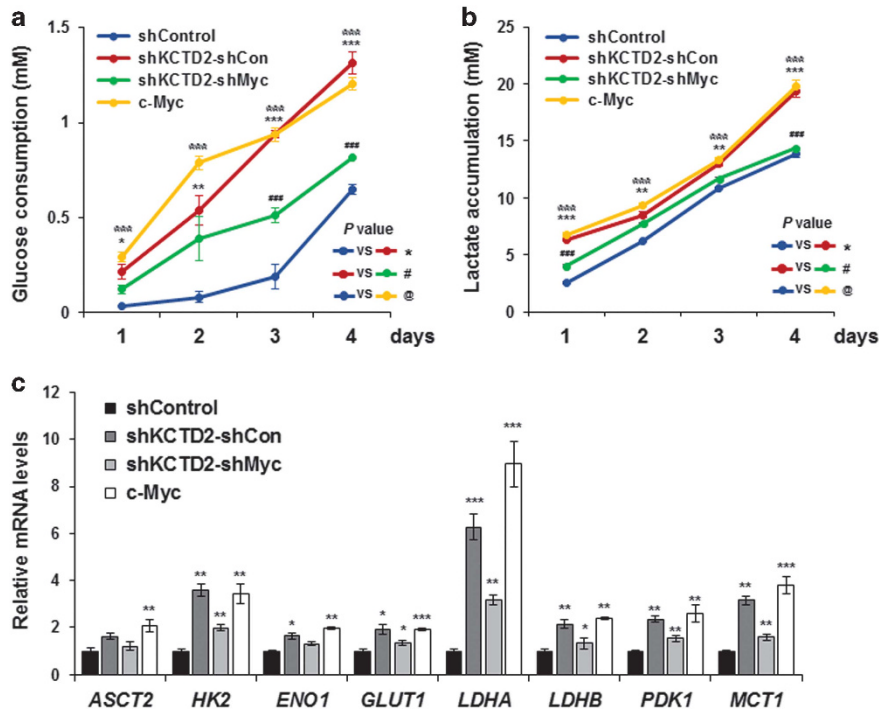 a
Glucose consumption (mM)
1.5
1
0.5
0
shControl
shKCTD2-shCon
shKCTD2-shMyc
c-Myc
@@@
*
@@@
**
@@@
***
###
@@@
***
###
P value
vs *
vs #
vs @
1 2 3 4 days
b
Lactate accumulation (mM)
25
20
15
10
5
0
shControl
shKCTD2-shCon
shKCTD2-shMyc
c-Myc
@@@
***
###
@@@
**
@@@
**
@@@
***
###
P value
vs *
vs #
vs @
1 2 3 4 days
c
Relative mRNA levels
12
10
8
6
4
2
0
shControl
shKCTD2-shCon
shKCTD2-shMyc
c-Myc
**
** ** **
* **
* * ***
*** ** ***
** * **
** ** **
** ** ***
ASCT2 HK2 ENO1 GLUT1 LDHA LDHB PDK1 MCT1